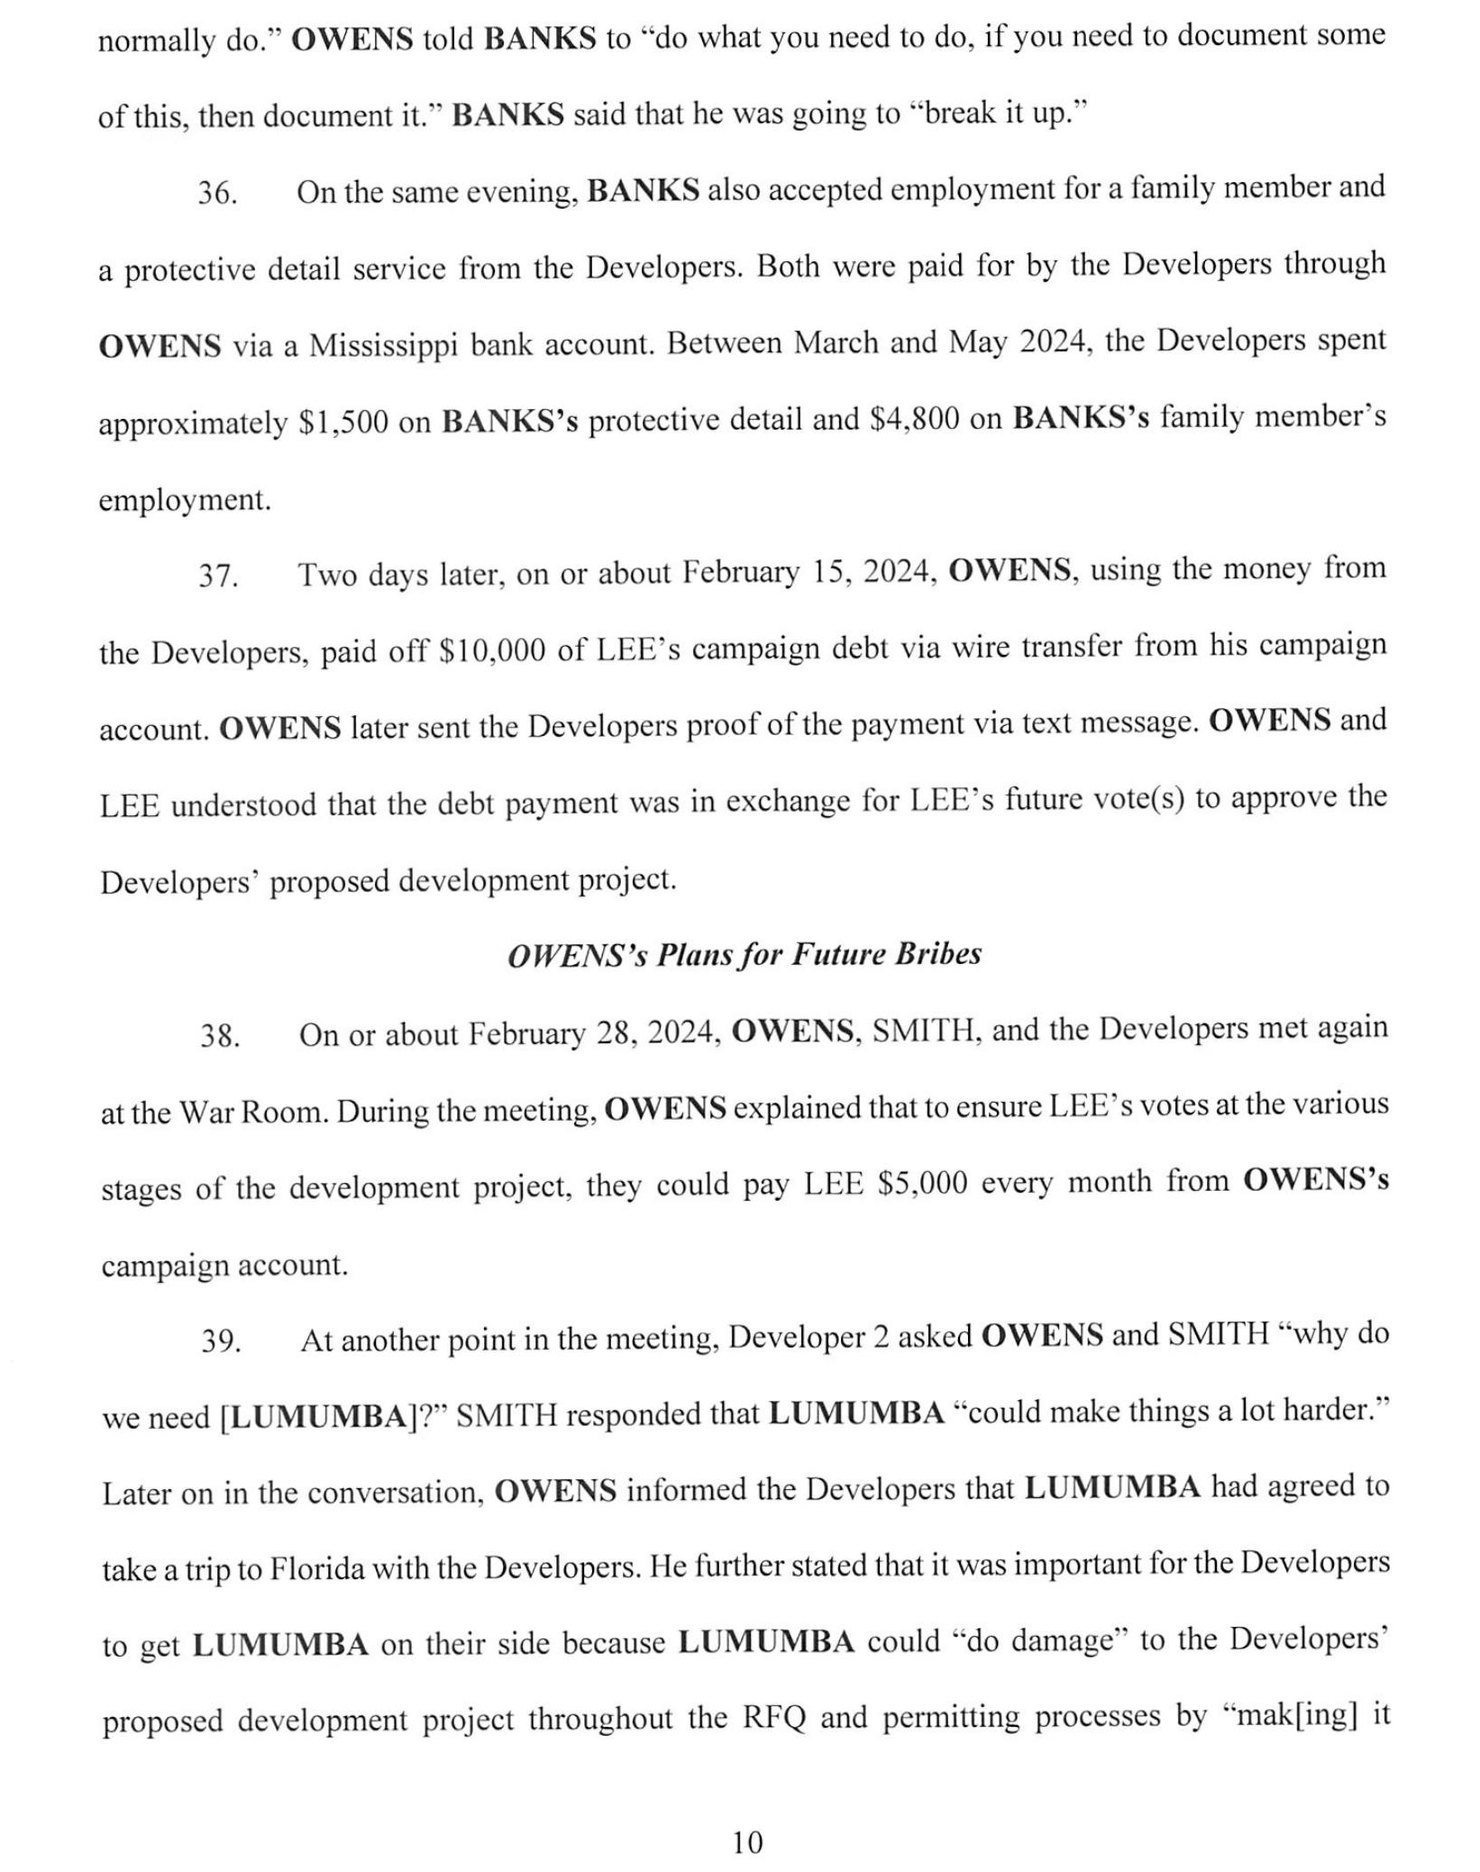 normally do.” OWENS told BANKS to “do what you need to do, if you need to document some
of this, then document it.” BANKS said that he was going to “break it up.”
36. On the same evening, BANKS also accepted employment for a family member and
a protective detail service from the Developers. Both were paid for by the Developers through
OWENS via a Mississippi bank account. Between March and May 2024, the Developers spent
approximately $1,500 on BANKS’s protective detail and $4,800 on BANKS’s family member’s
employment.
37. Two days later, on or about February 15, 2024, OWENS, using the money from
the Developers, paid off $10,000 of LEE’s campaign debt via wire transfer from his campaign
account. OWENS later sent the Developers proof of the payment via text message. OWENS and
LEE understood that the debt payment was in exchange for LEE’s future vote(s) to approve the
Developers’ proposed development project.
OWENS’s Plans for Future Bribes
38. On or about February 28, 2024, OWENS, SMITH, and the Developers met again
at the War Room. During the meeting, OWENS explained that to ensure LEE’s votes at the various
stages of the development project, they could pay LEE $5,000 every month from OWENS’s
campaign account.
39. At another point in the meeting, Developer 2 asked OWENS and SMITH “why do
we need [LUMUMBA]?” SMITH responded that LUMUMBA “could make things a lot harder.”
Later on in the conversation, OWENS informed the Developers that LUMUMBA had agreed to
take a trip to Florida with the Developers. He further stated that it was important for the Developers
to get LUMUMBA on their side because LUMUMBA could “do damage” to the Developers’
proposed development project throughout the RFQ and permitting processes by “mak[ing] it
10